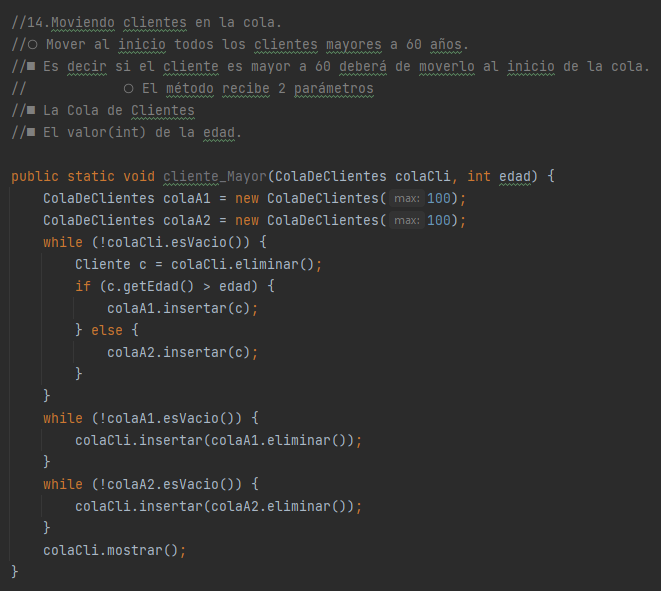 //14.Moviendo clientes en la cola.
//○ Mover al inicio todos los clientes mayores a 60 años.
//■ Es decir si el cliente es mayor a 60 deberá de moverlo al inicio de la cola.
//            ○ El método recibe 2 parámetros
//■ La Cola de Clientes
//■ El valor(int) de la edad.

public static void cliente_Mayor(ColaDeClientes colaCli, int edad) {
    ColaDeClientes colaA1 = new ColaDeClientes( max: 100);
    ColaDeClientes colaA2 = new ColaDeClientes( max: 100);
    while (!colaCli.esVacio()) {
        Cliente c = colaCli.eliminar();
        if (c.getEdad() > edad) {
            colaA1.insertar(c);
        } else {
            colaA2.insertar(c);
        }
    }
    while (!colaA1.esVacio()) {
        colaCli.insertar(colaA1.eliminar());
    }
    while (!colaA2.esVacio()) {
        colaCli.insertar(colaA2.eliminar());
    }
    colaCli.mostrar();
}